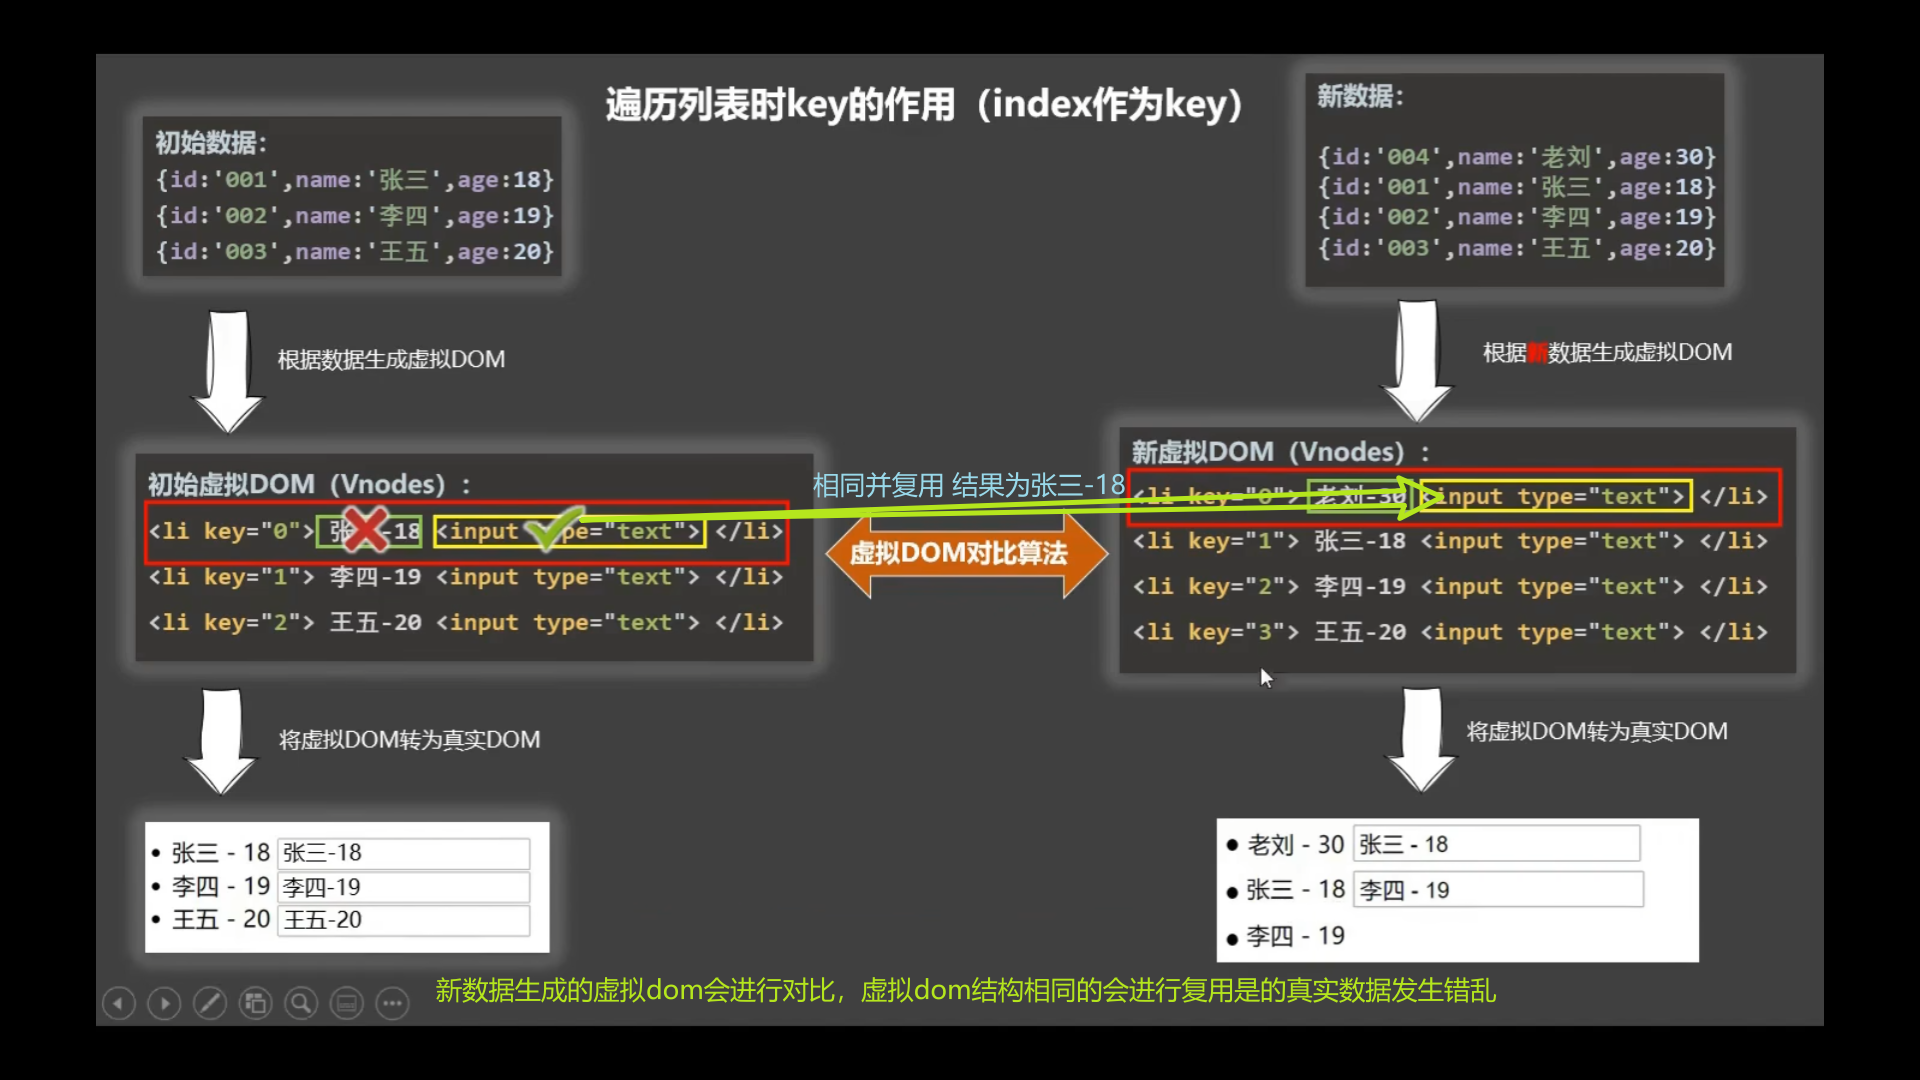 遍历列表时key的作用（index作为key）
初始数据：
{id:'001',name:'张三',age:18}
{id:'002',name:'李四',age:19}
{id:'003',name:'王五',age:20}
新数据：
{id:'004',name:'老刘',age:30}
{id:'001',name:'张三',age:18}
{id:'002',name:'李四',age:19}
{id:'003',name:'王五',age:20}
根据数据生成虚拟DOM
根据新数据生成虚拟DOM
初始虚拟DOM（Vnodes）：
<li key="0"> 张三-18 <input type="text"> </li>
<li key="1"> 李四-19 <input type="text"> </li>
<li key="2"> 王五-20 <input type="text"> </li>
相同并复用 结果为张三-18
虚拟DOM对比算法
新虚拟DOM（Vnodes）：
<li key="0"> 老刘-30 <input type="text"> </li>
<li key="1"> 张三-18 <input type="text"> </li>
<li key="2"> 李四-19 <input type="text"> </li>
<li key="3"> 王五-20 <input type="text"> </li>
将虚拟DOM转为真实DOM
将虚拟DOM转为真实DOM
张三 - 18 张三-18
李四 - 19 李四-19
王五 - 20 王五-20
老刘 - 30 张三 - 18
张三 - 18 李四 - 19
李四 - 19
新数据生成的虚拟dom会进行对比，虚拟dom结构相同的会进行复用是的真实数据发生错乱